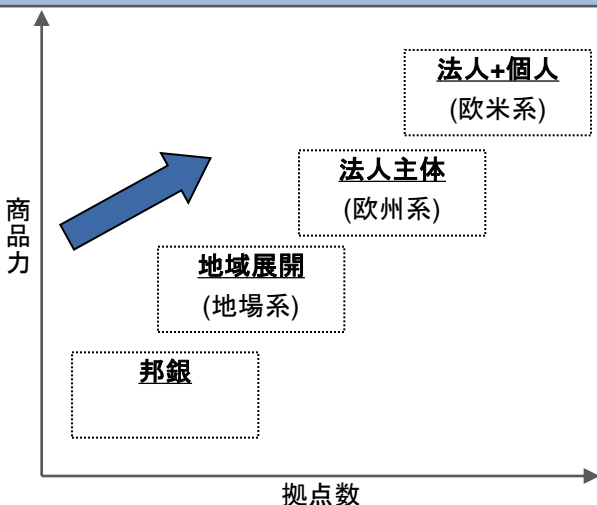 法人+個人
(欧米系)
法人主体
(欧州系)
商品力
地域展開
(地場系)
邦銀
拠点数